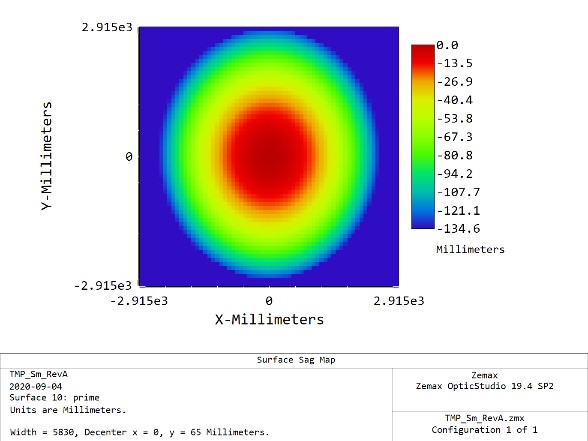 2.915e3
0
-2.915e3
Y-Millimeters
-2.915e3 0 2.915e3
X-Millimeters
0.0
-13.5
-26.9
-40.4
-53.8
-67.3
-80.8
-94.2
-107.7
-121.1
-134.6
Millimeters
Surface Sag Map
TMP_Sm_RevA
2020-09-04
Surface 10: prime
Units are Millimeters.
Width = 5830, Decenter x = 0, y = 65 Millimeters.
Zemax
Zemax OpticStudio 19.4 SP2
TMP_Sm_RevA.zmx
Configuration 1 of 1